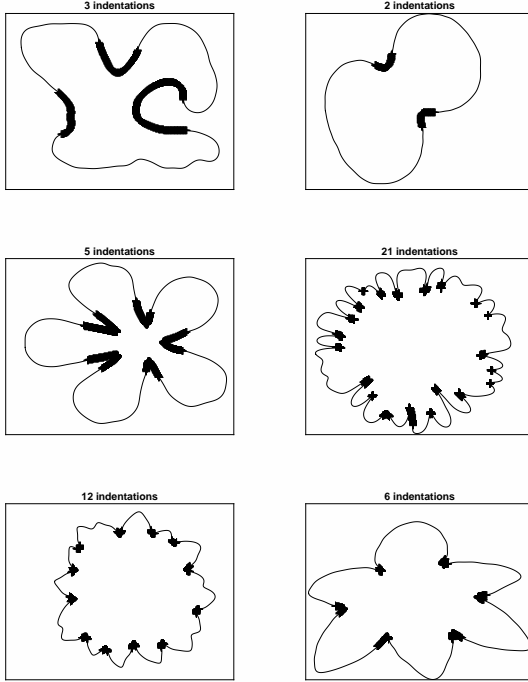 3 indentations
2 indentations
5 indentations
21 indentations
12 indentations
6 indentations